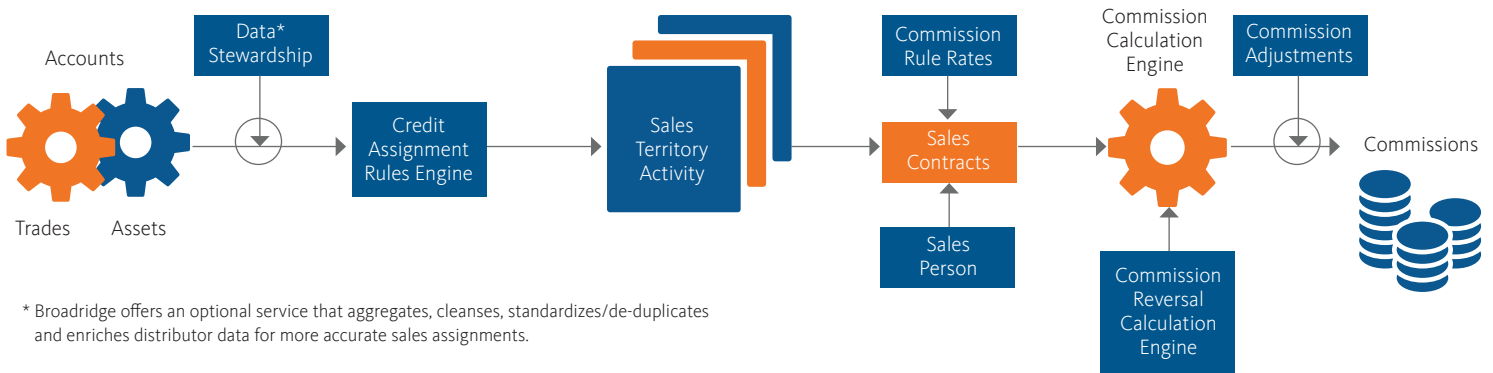 Accounts
Trades
Assets
Data*
Stewardship
Credit
Assignment
Rules Engine
Sales
Territory
Activity
Commission
Rule Rates
Sales
Contracts
Sales
Person
Commission
Calculation
Engine
Commission
Reversal
Calculation
Engine
Commission
Adjustments
Commissions
* Broadridge offers an optional service that aggregates, cleanses, standardizes/de-duplicates
and enriches distributor data for more accurate sales assignments.